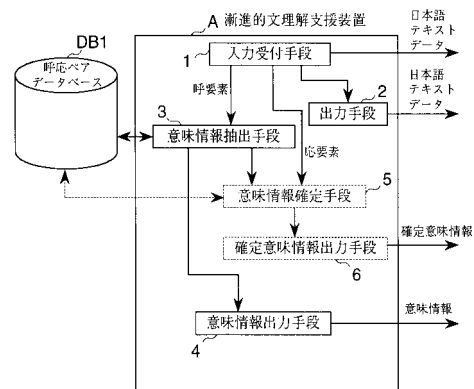 A 漸進的文理解支援装置
DB1
呼応ペア
データベース
1
入力受付手段
日本語
テキスト
データ
呼要素
2
出力手段
日本語
テキスト
データ
3
意味情報抽出手段
応要素
5
意味情報確定手段
確定意味情報出力手段
確定意味情報
6
意味情報出力手段
意味情報
4